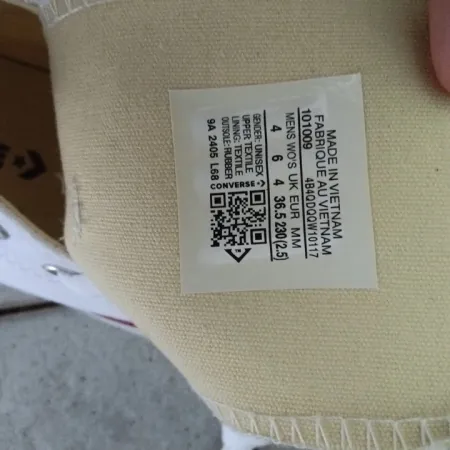 MADE IN VIETNAM
FABRIQUE AU VIETNAM
101009 4B4QDQQW10117
MENS WO'S UK EUR MM
4 6 4 36.5 230(2.5)
GENDER: UNISEX
UPPER: TEXTILE
LINING: TEXTILE
OUTSOLE: RUBBER
9A 2405 L68
CONVERSE